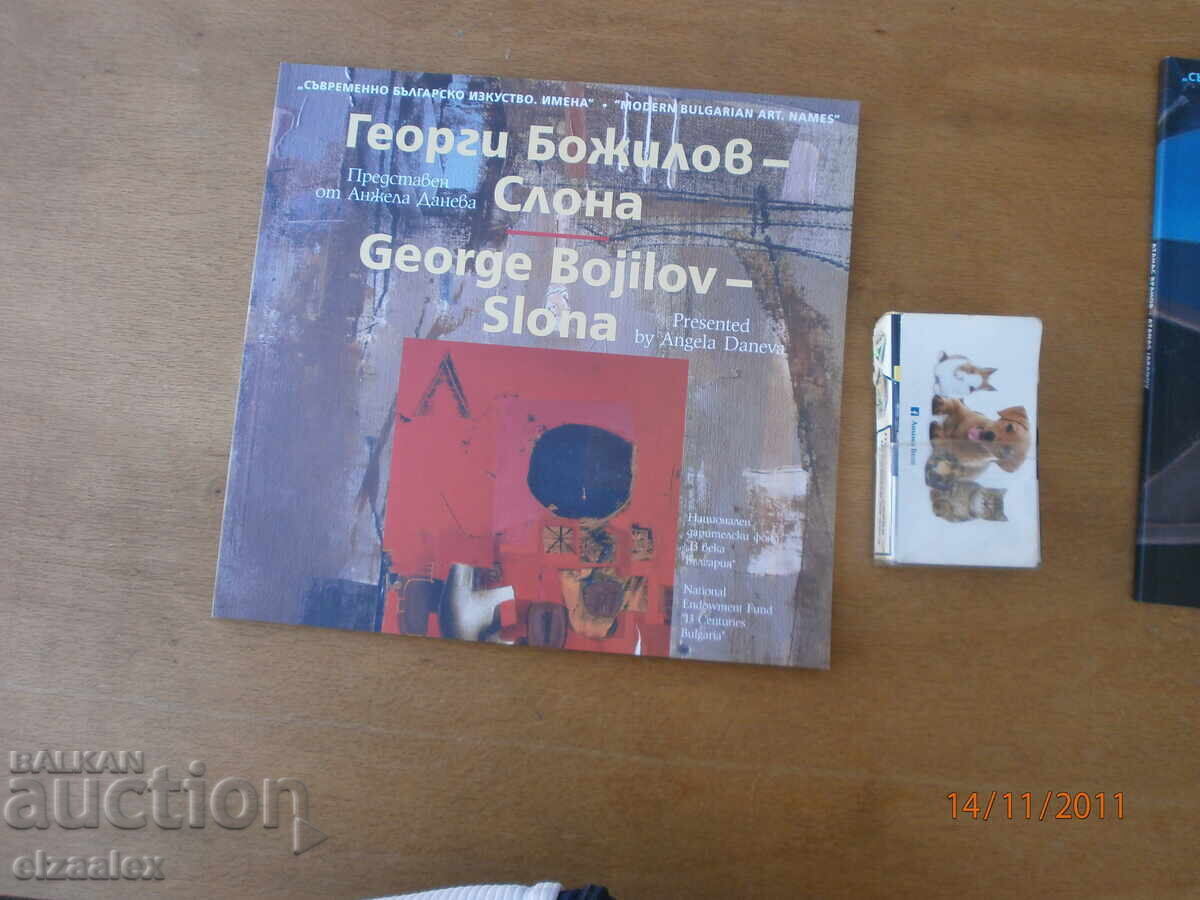 „СЪВРЕМЕННО БЪЛГАРСКО ИЗКУСТВО. ИМЕНА“ • “MODERN BULGARIAN ART. NAMES”
Георги Божилов –
Слона
Представен
от Анжела Данева
George Bojilov –
Slona
Presented
by Angela Daneva
Национален
дарителски фонд
„13 века
България“
National
Endowment Fund
"13 Centuries
Bulgaria"
14/11/2011
BALKAN
auction
elzaalex